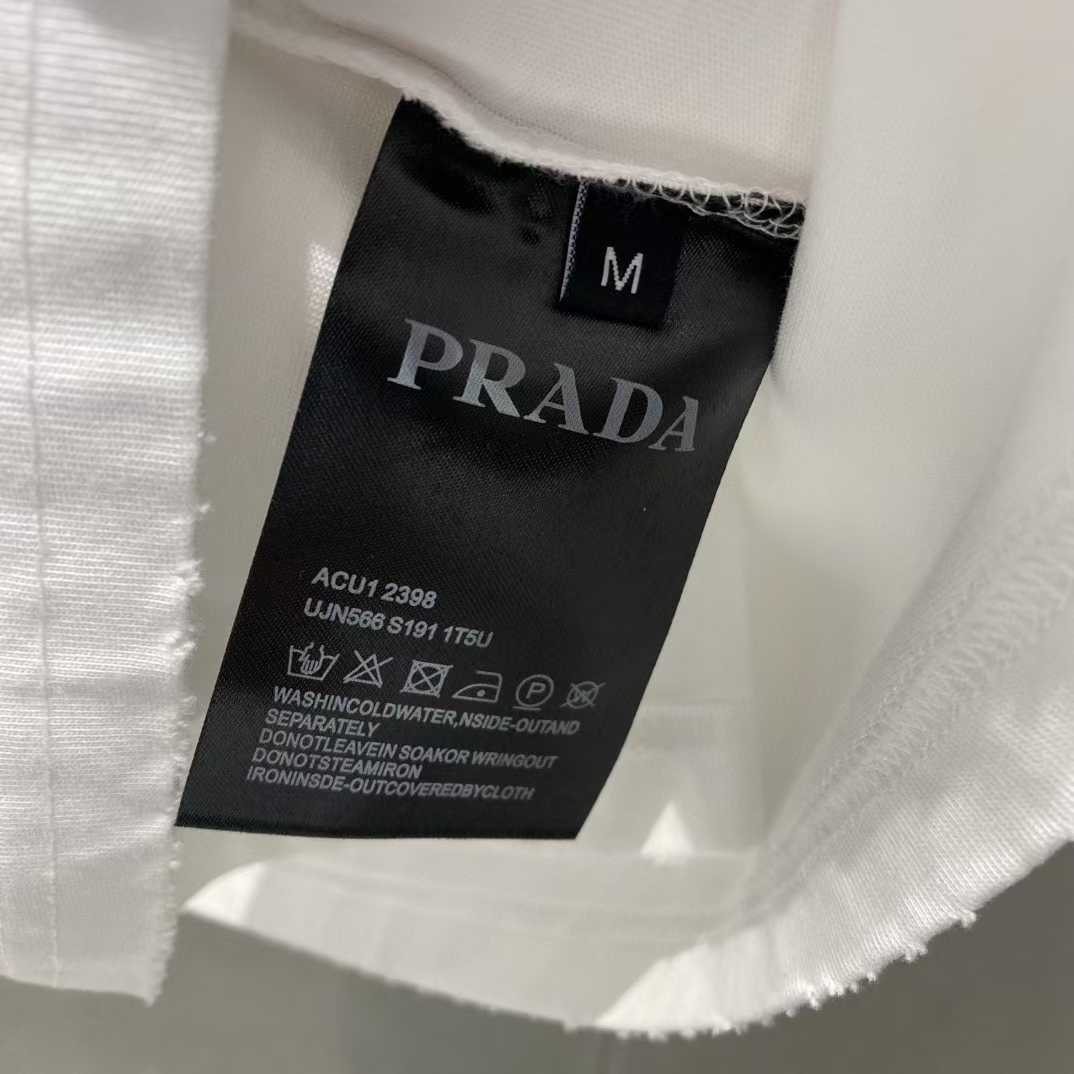 M
PRADA
ACU1 2398
UJN566 S191 1T5U
P
WASHINCOLDWATER,NSIDE-OUTAND
SEPARATELY
DONOTLEAVEIN SOAKOR WRINGOUT
DONOTSTEAMIRON
IRONINSDE-OUTCOVEREDBYCLOTH